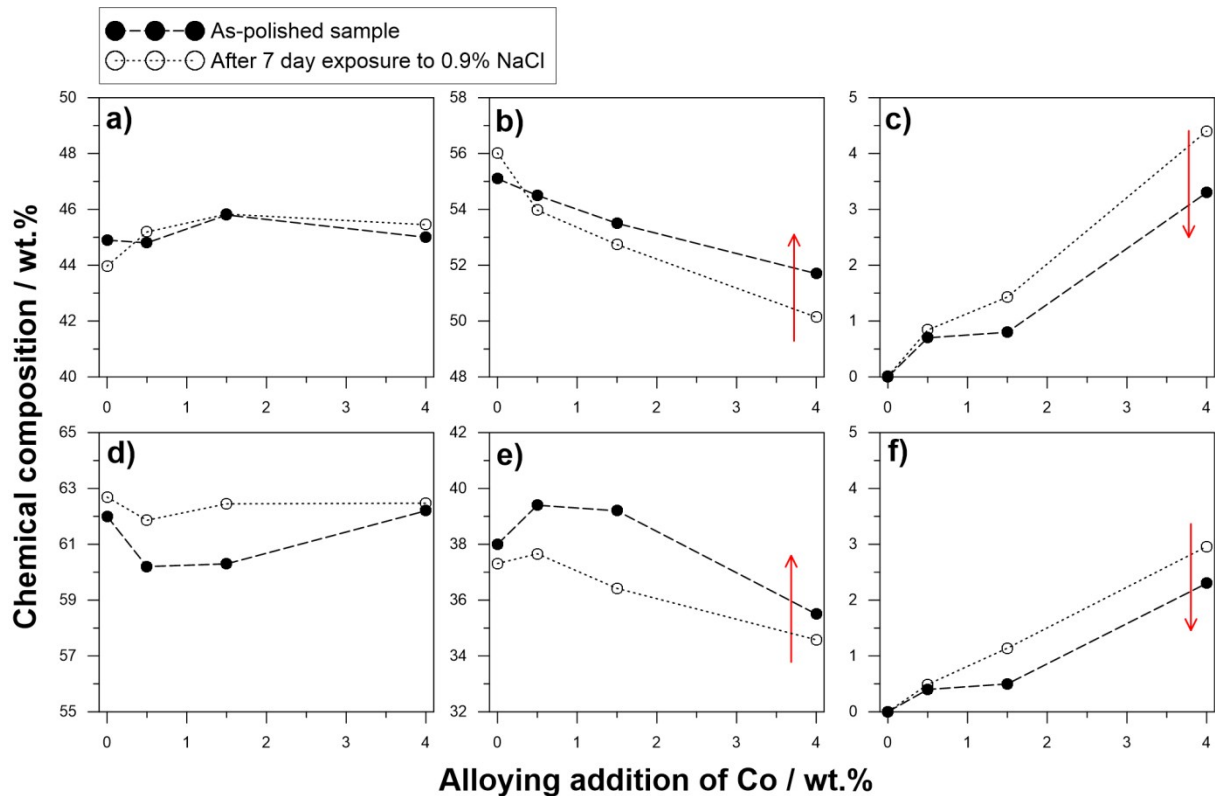 As-polished sample
After 7 day exposure to 0.9% NaCl
Chemical composition / wt.%
a)
50
48
46
44
42
40
0 1 2 3 4
b)
58
56
54
52
50
48
0 1 2 3 4
c)
5
4
3
2
1
0
0 1 2 3 4
d)
65
63
61
59
57
55
0 1 2 3 4
e)
42
40
38
36
34
32
0 1 2 3 4
f)
5
4
3
2
1
0
0 1 2 3 4
Alloying addition of Co / wt.%